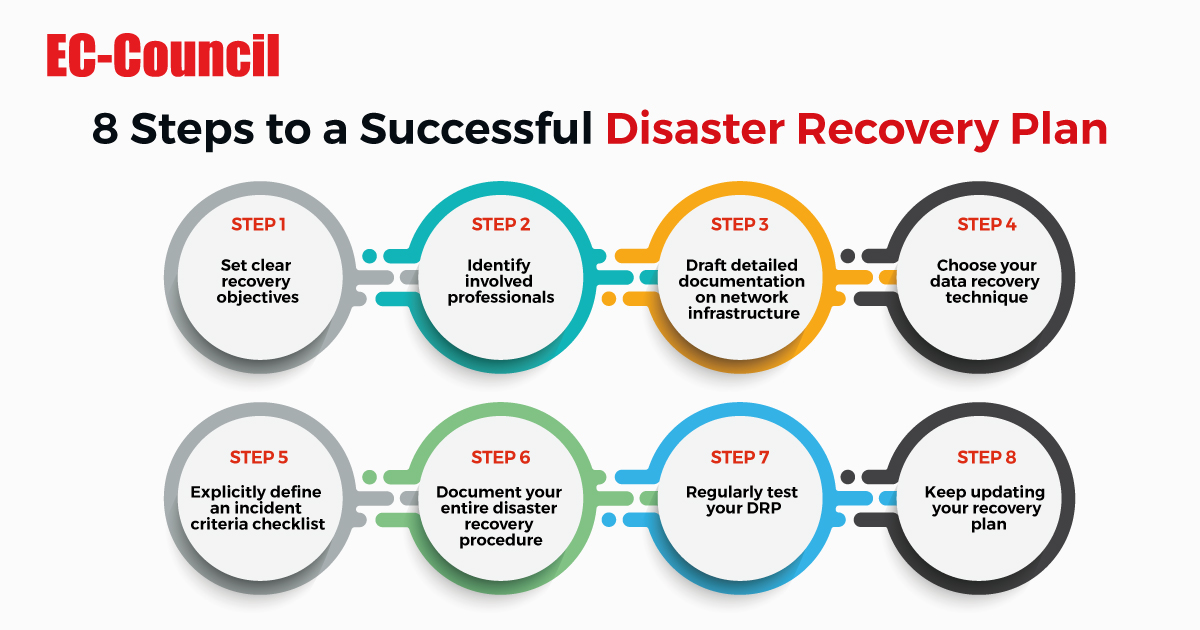 EC-Council
8 Steps to a Successful Disaster Recovery Plan
STEP 1
Set clear
recovery
objectives
STEP 2
Identify
involved
professionals
STEP 3
Draft detailed
documentation
on network
infrastructure
STEP 4
Choose your
data recovery
technique
STEP 5
Explicitly define
an incident
criteria checklist
STEP 6
Document your
entire disaster
recovery
procedure
STEP 7
Regularly test
your DRP
STEP 8
Keep updating
your recovery
plan